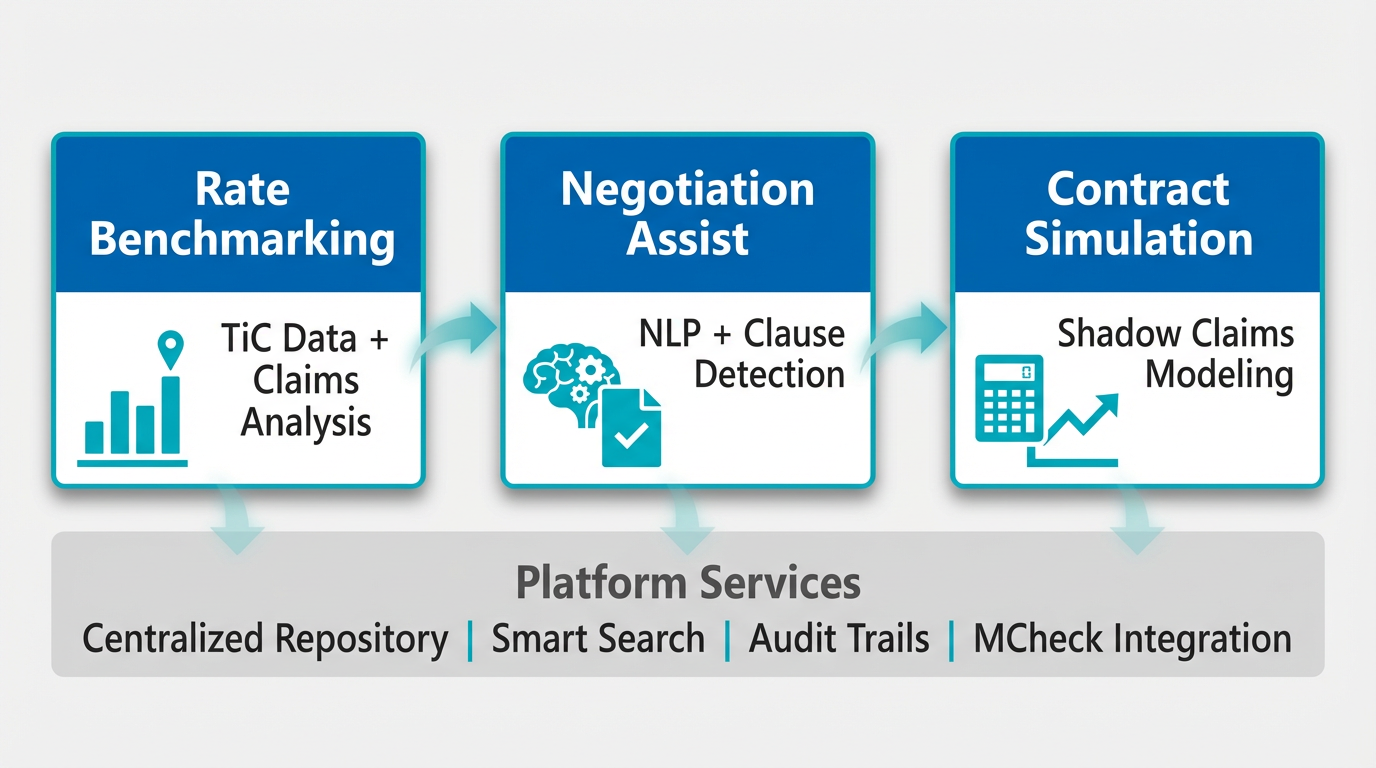 Rate
Benchmarking
TiC Data +
Claims
Analysis
Negotiation
Assist
NLP + Clause
Detection
Contract
Simulation
Shadow Claims
Modeling
Platform Services
Centralized Repository | Smart Search | Audit Trails | MCheck Integration